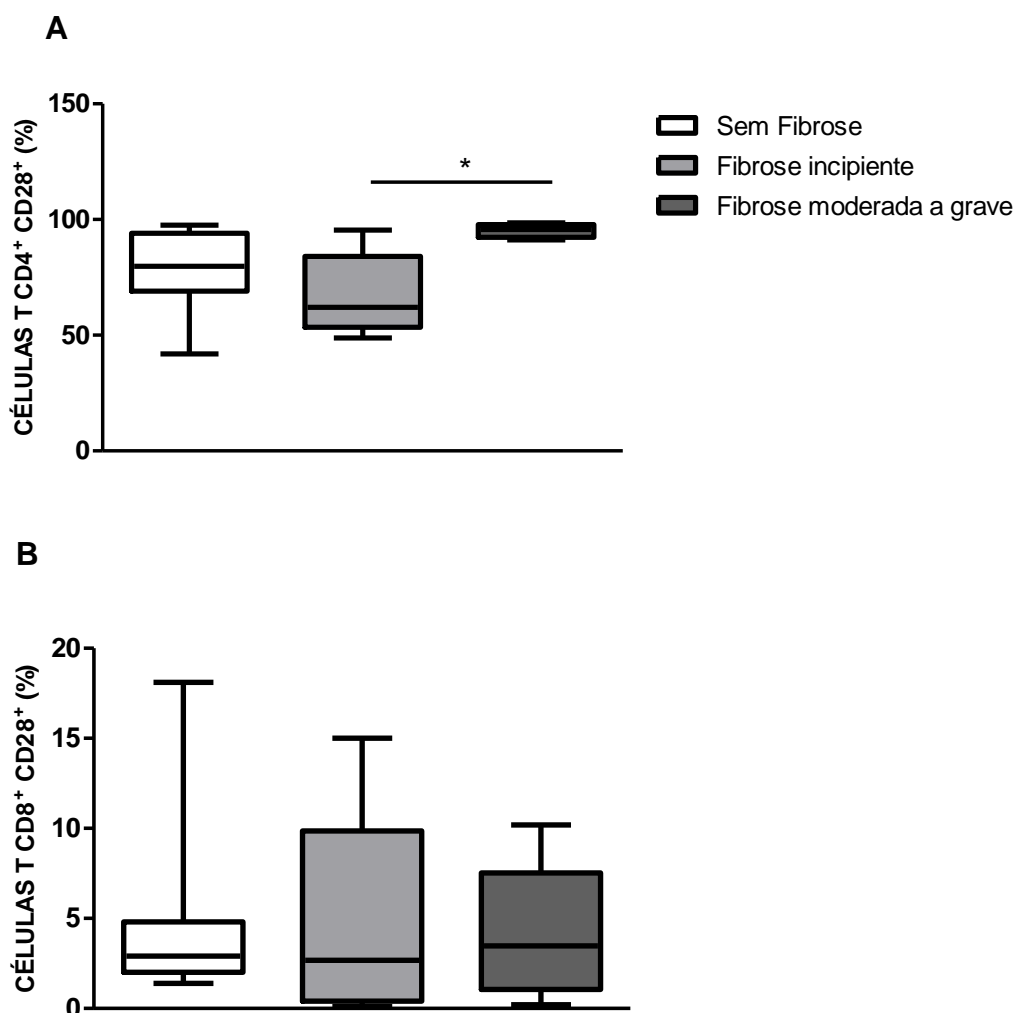 A
150
100
50
0
CÉLULAS T CD4⁺ CD28⁺ (%)
*
Sem Fibrose
Fibrose incipiente
Fibrose moderada a grave
B
20
15
10
5
0
CÉLULAS T CD8⁺ CD28⁺ (%)